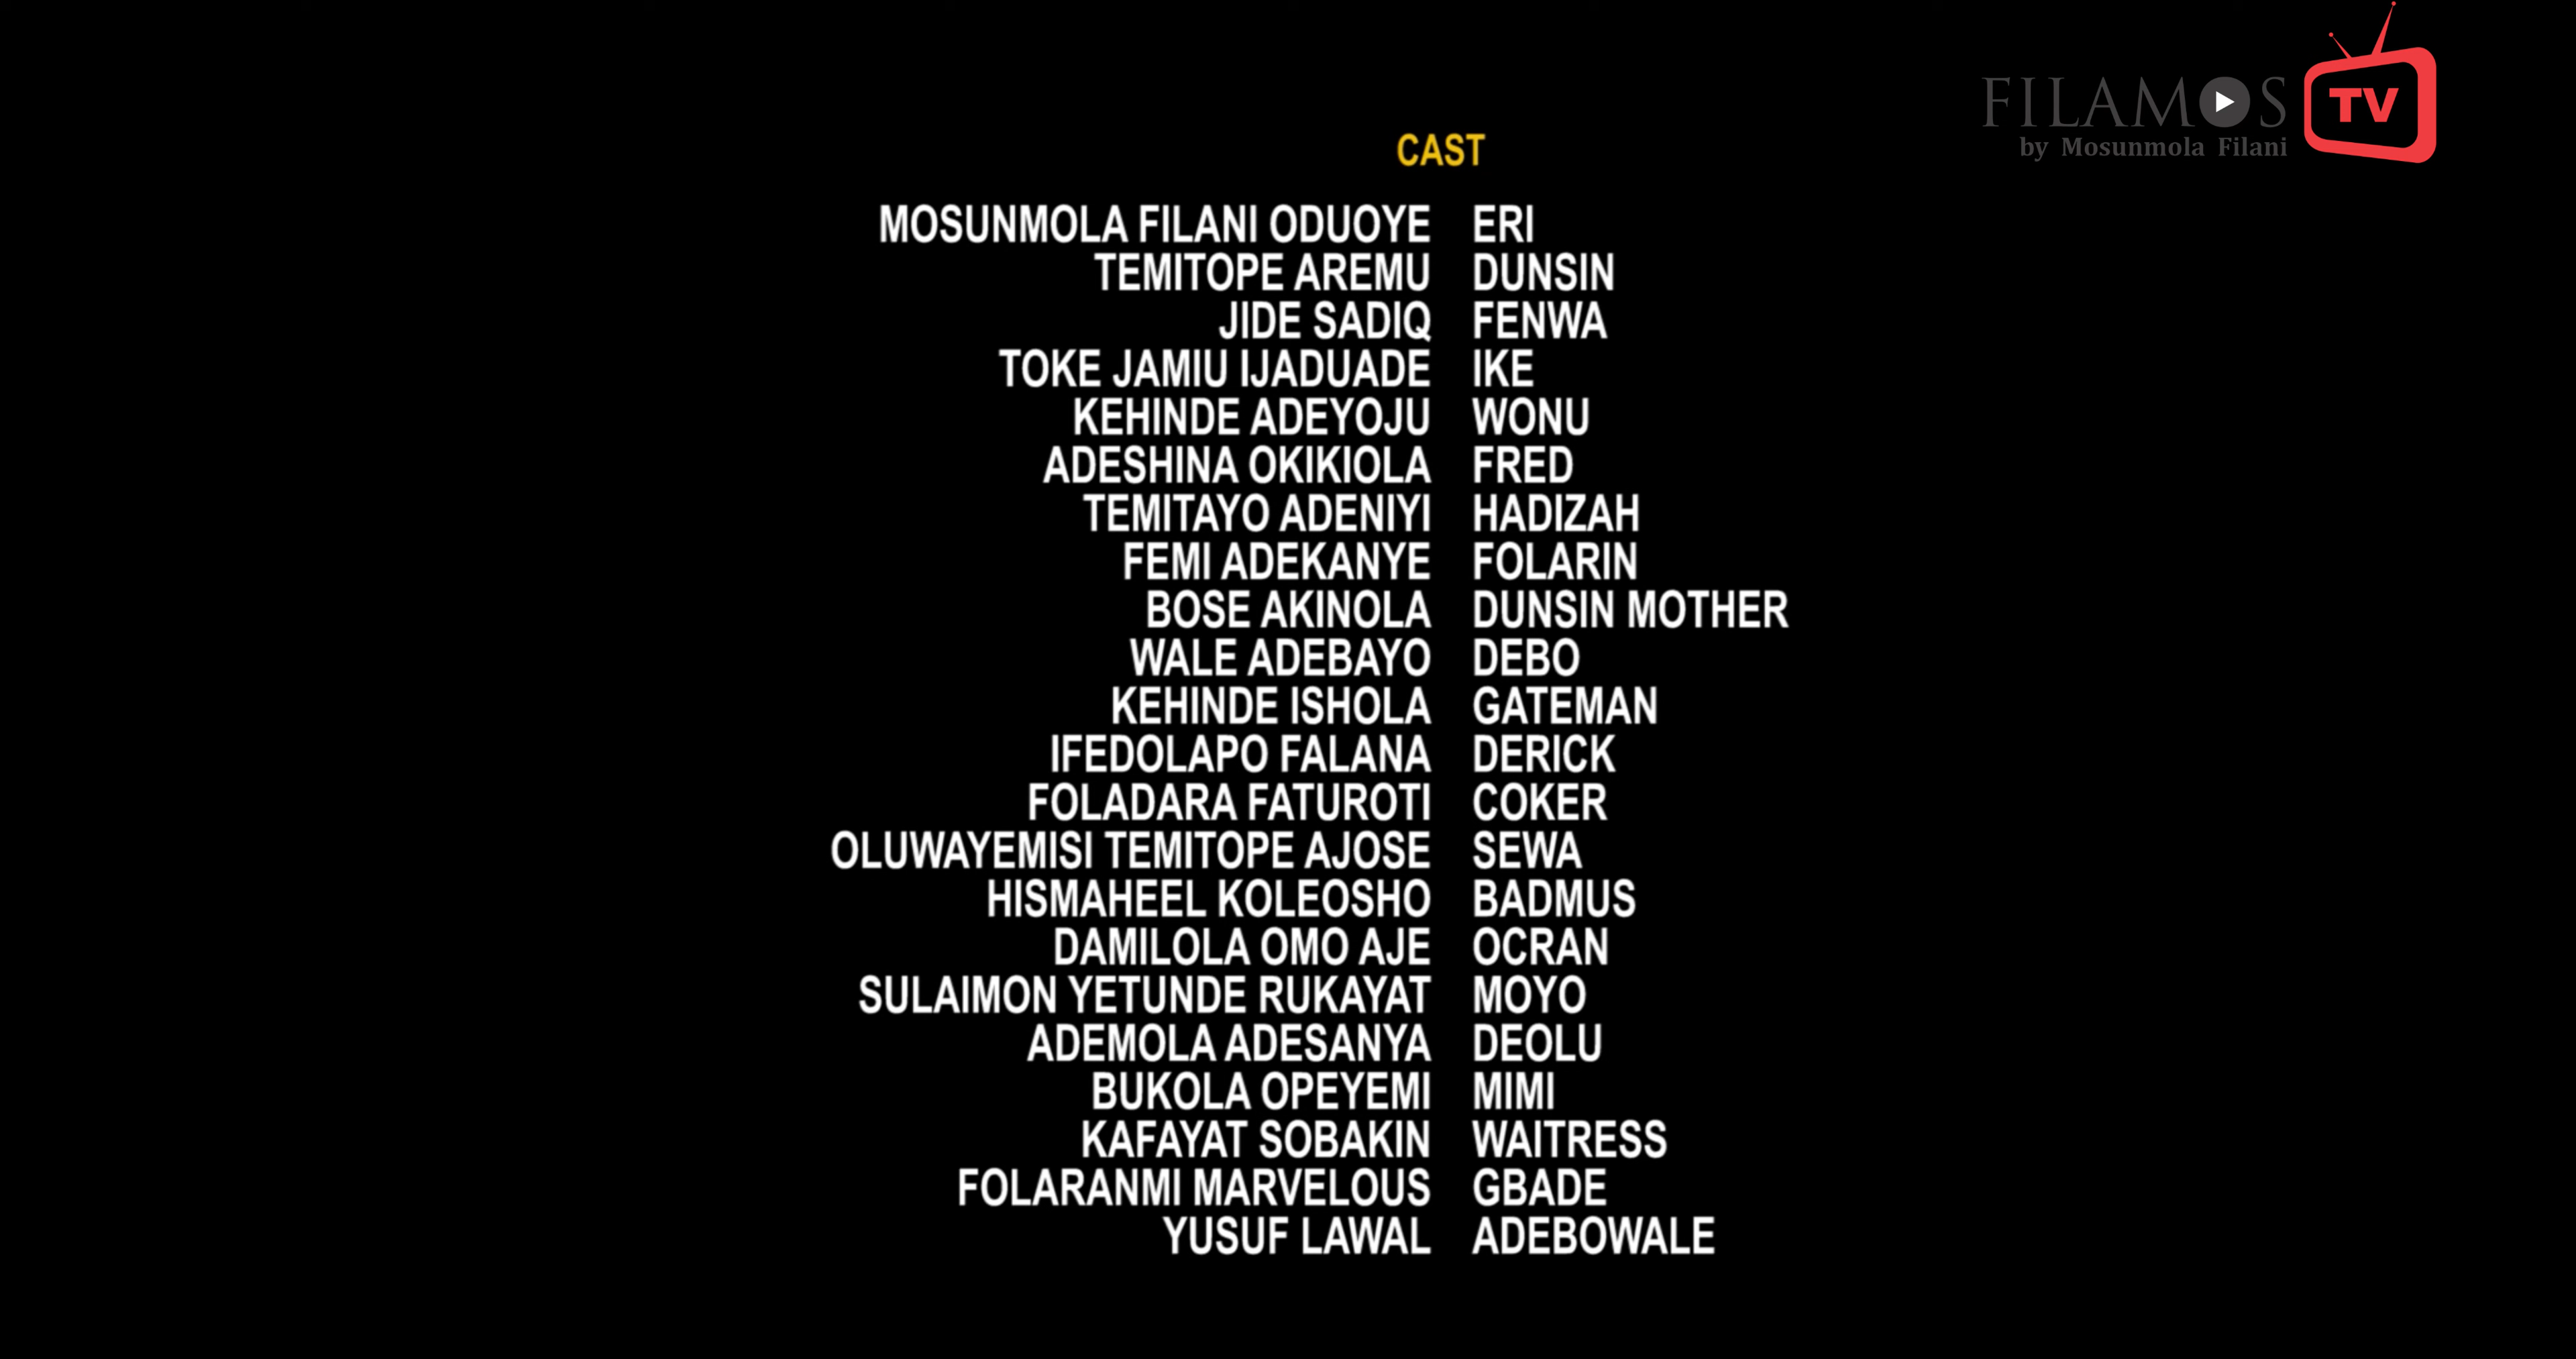 FILAMOS TV
by Mosunmola Filani
CAST
MOSUNMOLA FILANI ODUOYE ERI
TEMITOPE AREMU DUNSIN
JIDE SADIQ FENWA
TOKE JAMIU IJADUADE IKE
KEHINDE ADEYOJU WONU
ADESHINA OKIKIOLA FRED
TEMITAYO ADENIYI HADIZAH
FEMI ADEKANYE FOLARIN
BOSE AKINOLA DUNSIN MOTHER
WALE ADEBAYO DEBO
KEHINDE ISHOLA GATEMAN
IFEDOLAPO FALANA DERICK
FOLADARA FATUROTI COKER
OLUWAYEMISI TEMITOPE AJOSE SEWA
HISMAHEEL KOLEOSHO BADMUS
DAMILOLA OMO AJE OCRAN
SULAIMON YETUNDE RUKAYAT MOYO
ADEMOLA ADESANYA DEOLU
BUKOLA OPEYEMI MIMI
KAFAYAT SOBAKIN WAITRESS
FOLARANMI MARVELOUS GBADE
YUSUF LAWAL ADEBOWALE